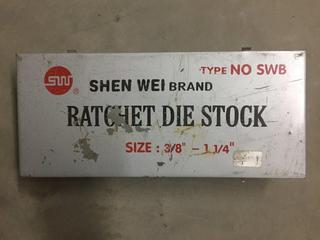 TYPE NO SWB
SW ®
SHEN WEI BRAND
RATCHET DIE STOCK
SIZE : 3/8" - 1 1/4"